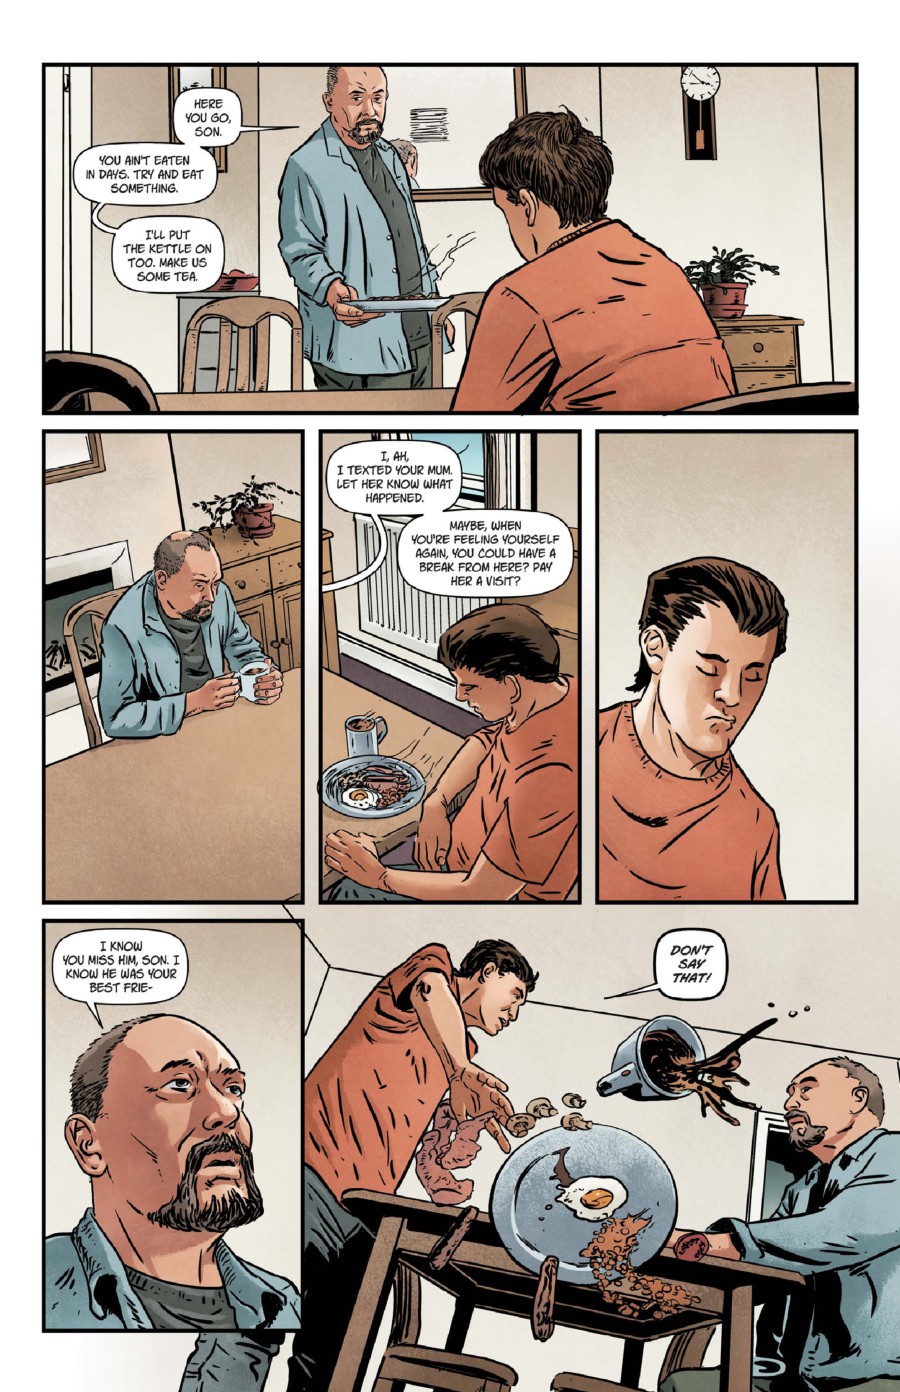 HERE
YOU GO,
SON.
YOU AIN'T EATEN
IN DAYS. TRY AND EAT
SOMETHING.
I'LL PUT
THE KETTLE ON
TOO. MAKE US
SOME TEA.
I, AH,
I TEXTED YOUR MUM.
LET HER KNOW WHAT
HAPPENED.
MAYBE, WHEN
YOU'RE FEELING YOURSELF
AGAIN, YOU COULD HAVE A
BREAK FROM HERE? PAY
HER A VISIT?
I KNOW
YOU MISS HIM, SON. I
KNOW HE WAS YOUR
BEST FRIE-
DON'T
SAY
THAT!